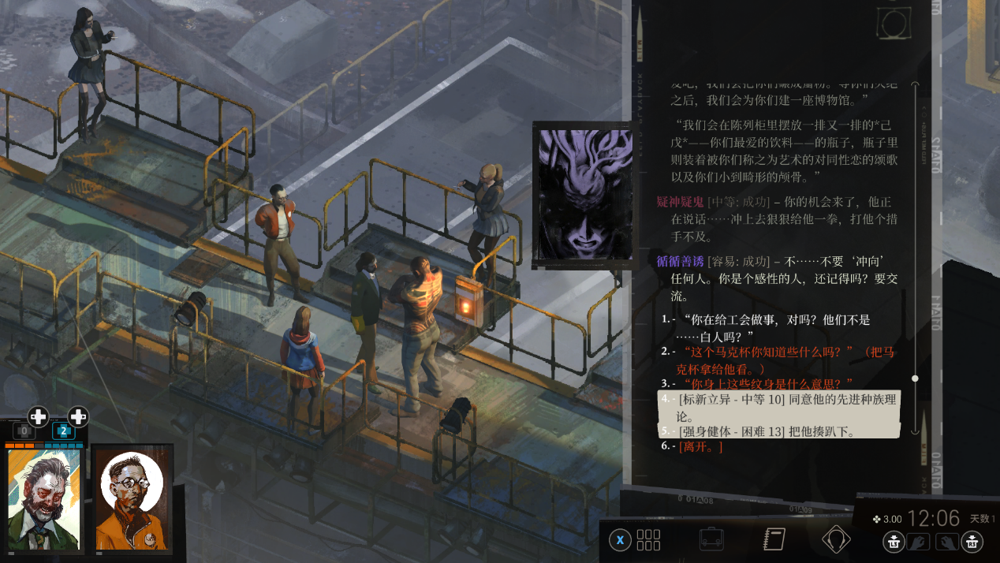 之后，我们会为你们建一座博物馆。”
“我们会在陈列柜里摆放一排又一排的*己
戊*——你们最爱的饮料——的瓶子，瓶子里
则装着被你们称之为艺术的对同性恋的颂歌
以及你们小到畸形的颅骨。”
疑神疑鬼 [中等: 成功] – 你的机会来了，他正
在说话……冲上去狠狠给他一拳，打他个措
手不及。
循循善诱 [容易: 成功] – 不……不要‘冲向’
任何人。你是个感性的人，还记得吗？要交
流。
1. - “你在给工会做事，对吗？他们不是
……白人吗？”
2. - “这个马克杯你知道些什么吗？”（把马
克杯拿给他看。）
3. - “你身上这些纹身是什么意思？”
4. - [标新立异 - 中等 10] 同意他的先进种族理
论。
5. - [强身健体 - 困难 13] 把他揍趴下。
6. - [离开。]
0 2
0 01A08
01A09
3.00 12:06 天数 1
X